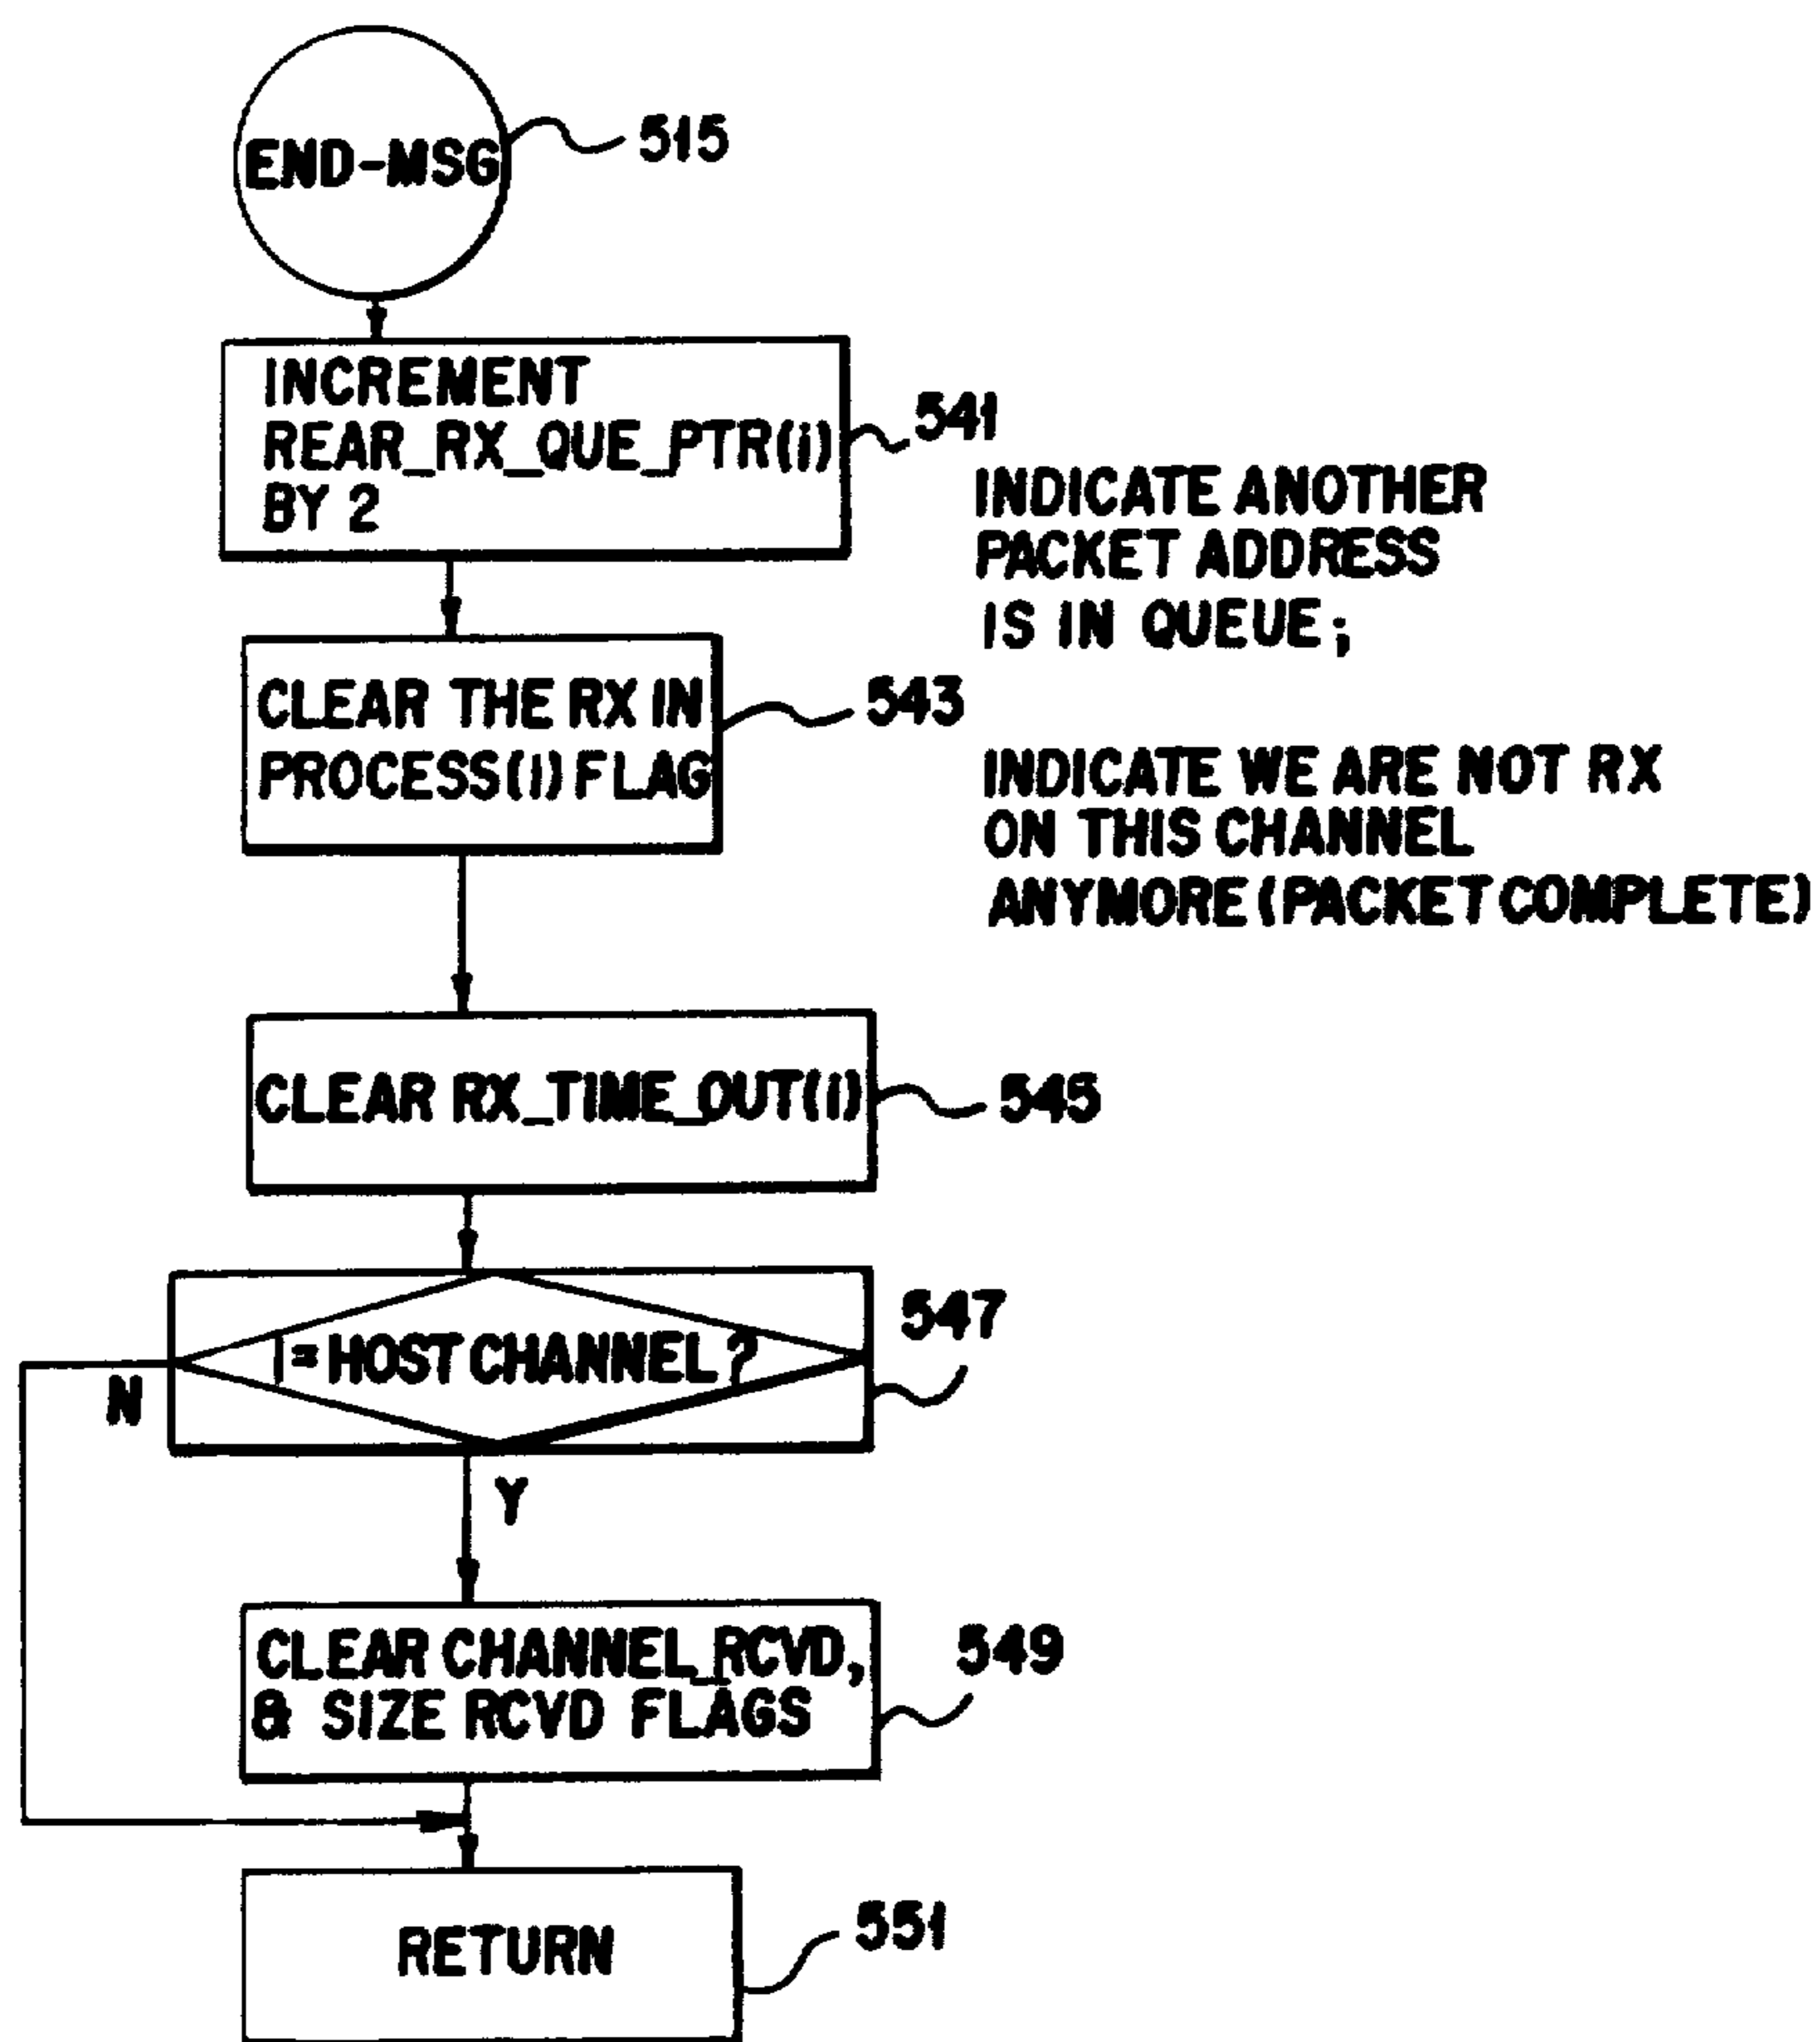 END-MSG
515
INCREMENT
REAR_RX_QUE_PTR(i)
BY 2
541
INDICATE ANOTHER
PACKET ADDRESS
IS IN QUEUE;
CLEAR THE RX IN
PROCESS(I) FLAG
543
INDICATE WE ARE NOT RX
ON THIS CHANNEL
ANYMORE (PACKET COMPLETE)
CLEAR RX_TIME_OUT(I)
545
I = HOST CHANNEL ?
547
N
Y
CLEAR CHANNEL_RCVD,
& SIZE RCVD FLAGS
549
RETURN
551